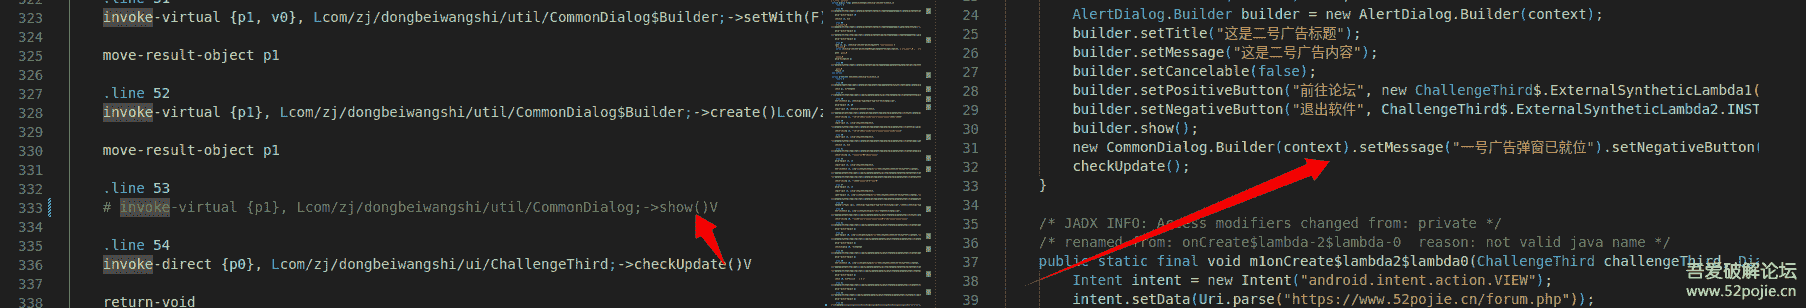 322 .line 51
323 invoke-virtual {p1, v0}, Lcom/zj/dongbeiwangshi/util/CommonDialog$Builder;->setWith(F)
324
325 move-result-object p1
326
327 .line 52
328 invoke-virtual {p1}, Lcom/zj/dongbeiwangshi/util/CommonDialog$Builder;->create()Lcom/z
329
330 move-result-object p1
331
332 .line 53
333 # invoke-virtual {p1}, Lcom/zj/dongbeiwangshi/util/CommonDialog;->show()V
334
335 .line 54
336 invoke-direct {p0}, Lcom/zj/dongbeiwangshi/ui/ChallengeThird;->checkUpdate()V
337
338 return-void
24 AlertDialog.Builder builder = new AlertDialog.Builder(context);
25 builder.setTitle("这是二号广告标题");
26 builder.setMessage("这是二号广告内容");
27 builder.setCancelable(false);
28 builder.setPositiveButton("前往论坛", new ChallengeThird$.ExternalSyntheticLambda1(
29 builder.setNegativeButton("退出软件", ChallengeThird$.ExternalSyntheticLambda2.INST
30 builder.show();
31 new CommonDialog.Builder(context).setMessage("一号广告弹窗已就位").setNegativeButton(
32 checkUpdate();
33 }
34
35 /* JADX INFO: Access modifiers changed from: private */
36 /* renamed from: onCreate$lambda-2$lambda-0 reason: not valid java name */
37 public static final void m1onCreate$lambda2$lambda0(ChallengeThird challengeThird, Di
38 Intent intent = new Intent("android.intent.action.VIEW");
39 intent.setData(Uri.parse("https://www.52pojie.cn/forum.php"));
吾爱破解论坛
www.52pojie.cn